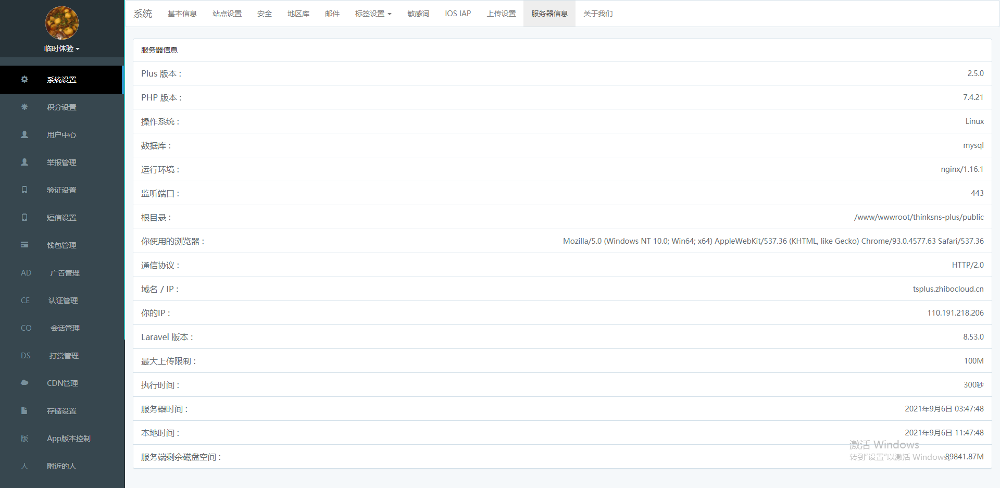 临时体验
系统设置
积分设置
用户中心
举报管理
验证设置
短信设置
钱包管理
AD 广告管理
CE 认证管理
CO 会话管理
DS 打赏管理
CDN管理
存储设置
版 App版本控制
人 附近的人
系统 基本信息 站点设置 安全 地区库 邮件 标签设置 敏感词 IOS IAP 上传设置 服务器信息 关于我们
服务器信息
Plus 版本 : 2.5.0
PHP 版本 : 7.4.21
操作系统 : Linux
数据库 : mysql
运行环境 : nginx/1.16.1
监听端口 : 443
根目录 : /www/wwwroot/thinksns-plus/public
你使用的浏览器 : Mozilla/5.0 (Windows NT 10.0; Win64; x64) AppleWebKit/537.36 (KHTML, like Gecko) Chrome/93.0.4577.63 Safari/537.36
通信协议 : HTTP/2.0
域名 / IP : tsplus.zhibocloud.cn
你的IP : 110.191.218.206
Laravel 版本 : 8.53.0
最大上传限制 : 100M
执行时间 : 300秒
服务器时间 : 2021年9月6日 03:47:48
本地时间 : 2021年9月6日 11:47:48
服务端剩余磁盘空间 : 89841.87M
激活 Windows
转到"设置"以激活 Windows。